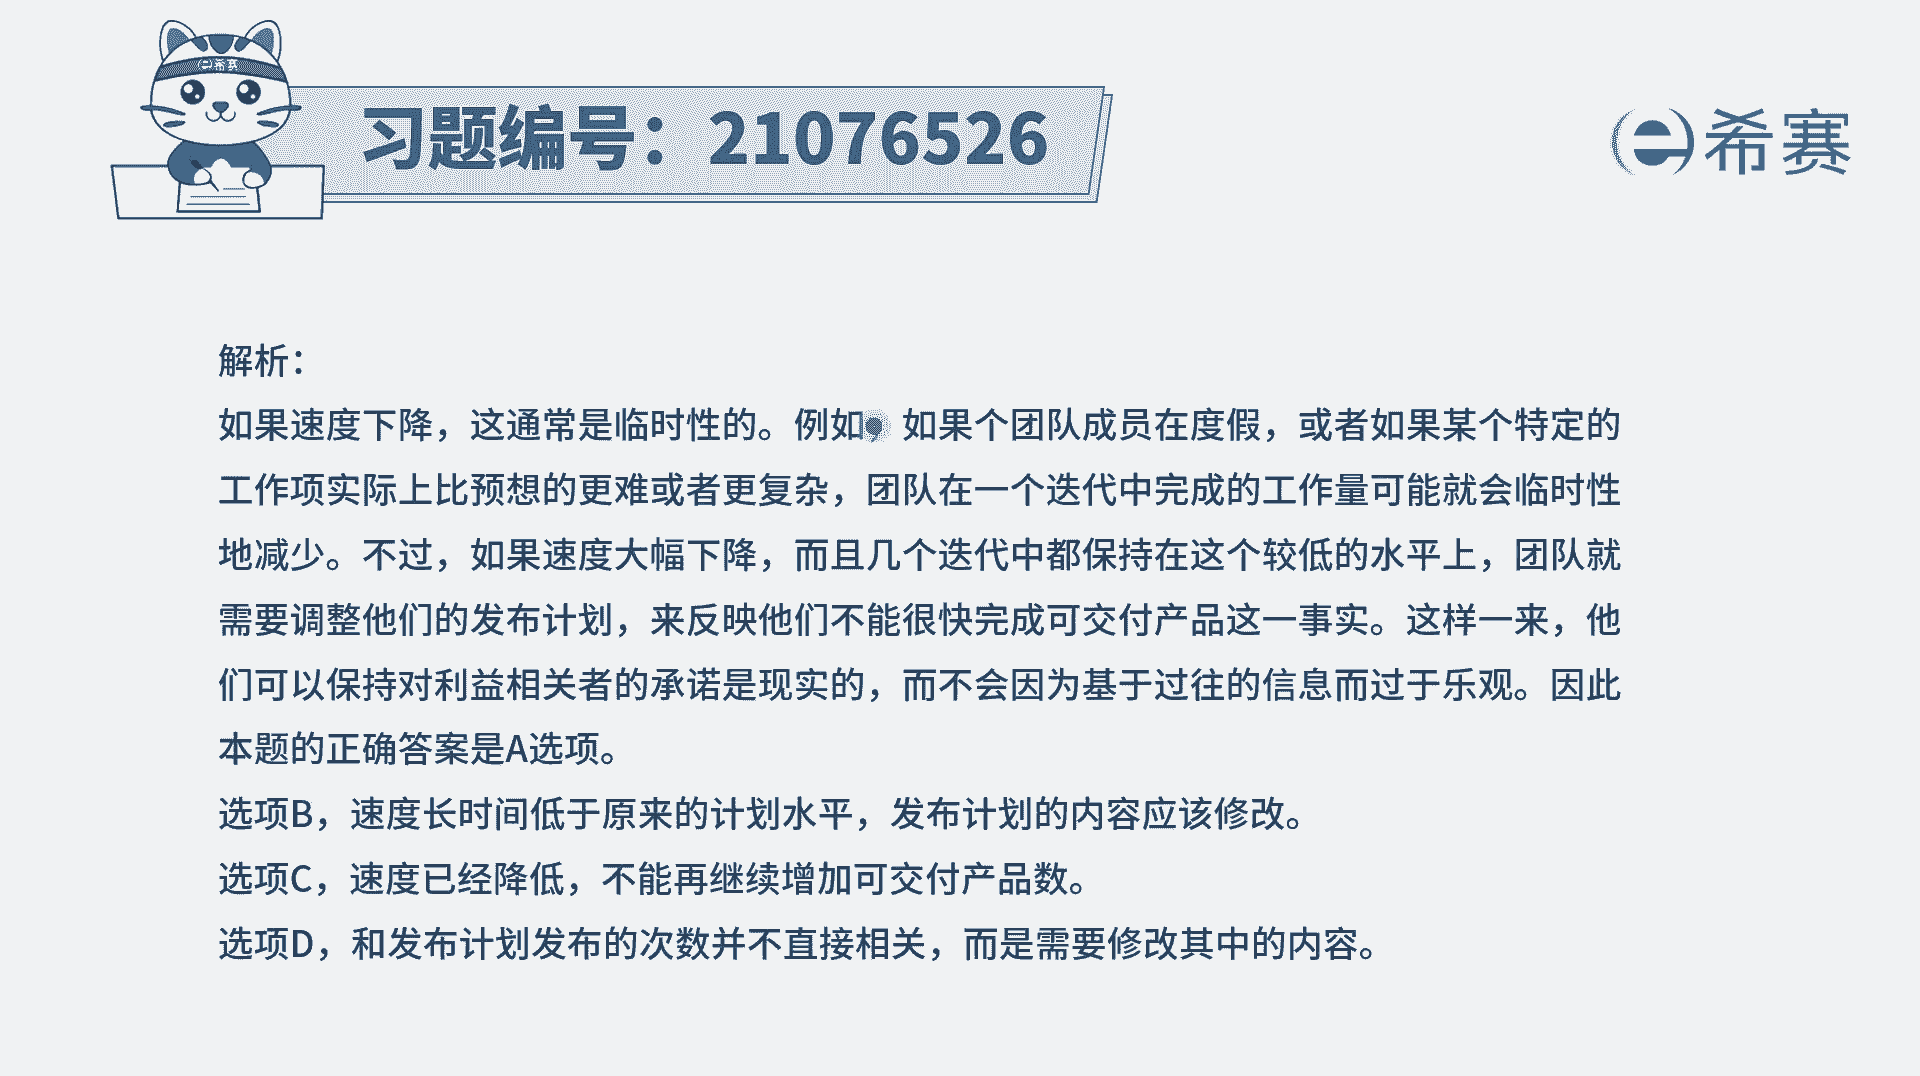 e希赛
习题编号：21076526
e希赛
解析：
如果速度下降，这通常是临时性的。例如，如果个团队成员在度假，或者如果某个特定的
工作项实际上比预想的更难或者更复杂，团队在一个迭代中完成的工作量可能就会临时性
地减少。不过，如果速度大幅下降，而且几个迭代中都保持在这个较低的水平上，团队就
需要调整他们的发布计划，来反映他们不能很快完成可交付产品这一事实。这样一来，他
们可以保持对利益相关者的承诺是现实的，而不会因为基于过往的信息而过于乐观。因此
本题的正确答案是A选项。
选项B，速度长时间低于原来的计划水平，发布计划的内容应该修改。
选项C，速度已经降低，不能再继续增加可交付产品数。
选项D，和发布计划发布的次数并不直接相关，而是需要修改其中的内容。